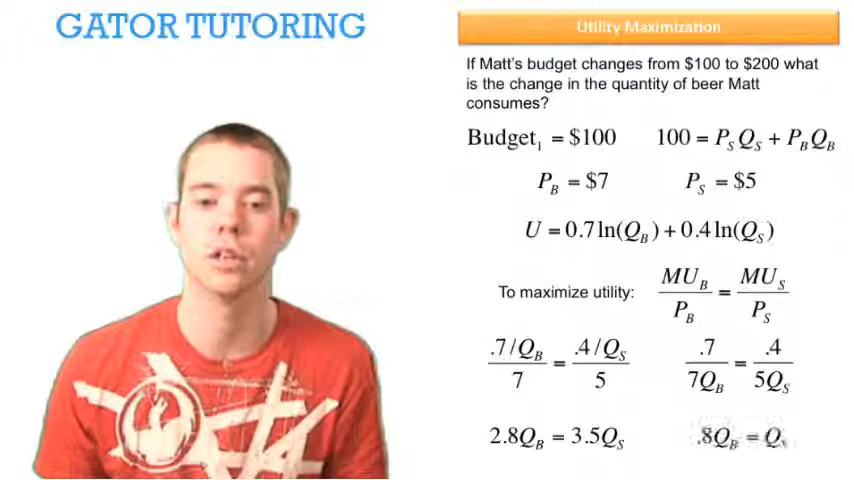 GATOR TUTORING
Utility Maximization
If Matt's budget changes from $100 to $200 what
is the change in the quantity of beer Matt
consumes?
Budget₁ = $100 100 = P_S Q_S + P_B Q_B
P_B = $7 P_S = $5
U = 0.7 ln(Q_B) + 0.4 ln(Q_S)
To maximize utility: MU_B / P_B = MU_S / P_S
.7 / Q_B / 7 = .4 / Q_S / 5 .7 / 7Q_B = .4 / 5Q_S
2.8Q_B = 3.5Q_S .8Q_B = Q_S